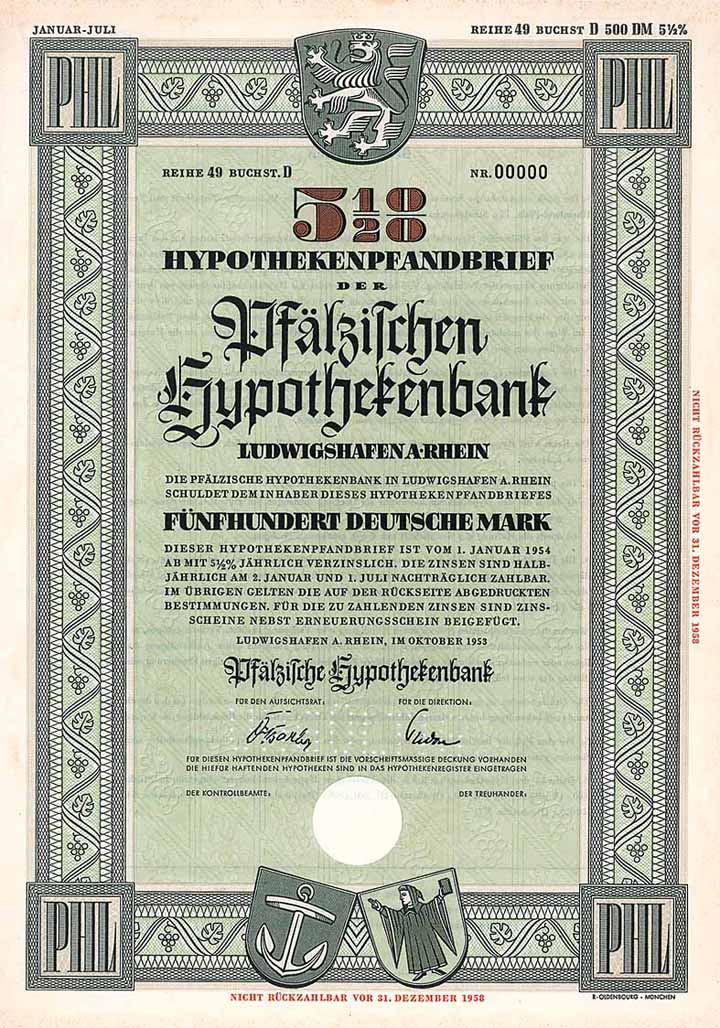 JANUAR-JULI
REIHE 49 BUCHST D 500 DM 5½%
PHL
PHL
REIHE 49 BUCHST. D
NR. 00000
5 10/20
HYPOTHEKENPFANDBRIEF
DER
Pfälzischen
Hypothekenbank
LUDWIGSHAFEN A·RHEIN
DIE PFÄLZISCHE HYPOTHEKENBANK IN LUDWIGSHAFEN A. RHEIN
SCHULDET DEM INHABER DIESES HYPOTHEKENPFANDBRIEFES
FÜNFHUNDERT DEUTSCHE MARK
DIESER HYPOTHEKENPFANDBRIEF IST VOM 1. JANUAR 1954
AB MIT 5½% JÄHRLICH VERZINSLICH. DIE ZINSEN SIND HALB-
JÄHRLICH AM 2. JANUAR UND 1. JULI NACHTRÄGLICH ZAHLBAR.
IM ÜBRIGEN GELTEN DIE AUF DER RÜCKSEITE ABGEDRUCKTEN
BESTIMMUNGEN. FÜR DIE ZU ZAHLENDEN ZINSEN SIND ZINS-
SCHEINE NEBST ERNEUERUNGSSCHEIN BEIGEFÜGT.
LUDWIGSHAFEN A. RHEIN, IM OKTOBER 1953
Pfälzische Hypothekenbank
FÜR DEN AUFSICHTSRAT:
FÜR DIE DIREKTION:
FÜR DIESEN HYPOTHEKENPFANDBRIEF IST DIE VORSCHRIFTSMÄSSIGE DECKUNG VORHANDEN
DIE HIEFÜR HAFTENDEN HYPOTHEKEN SIND IN DAS HYPOTHEKENREGISTER EINGETRAGEN
DER KONTROLLBEAMTE:
DER TREUHÄNDER:
NICHT RÜCKZAHLBAR VOR 31. DEZEMBER 1958
PHL
PHL
NICHT RÜCKZAHLBAR VOR 31. DEZEMBER 1958
R. OLDENBOURG · MÜNCHEN